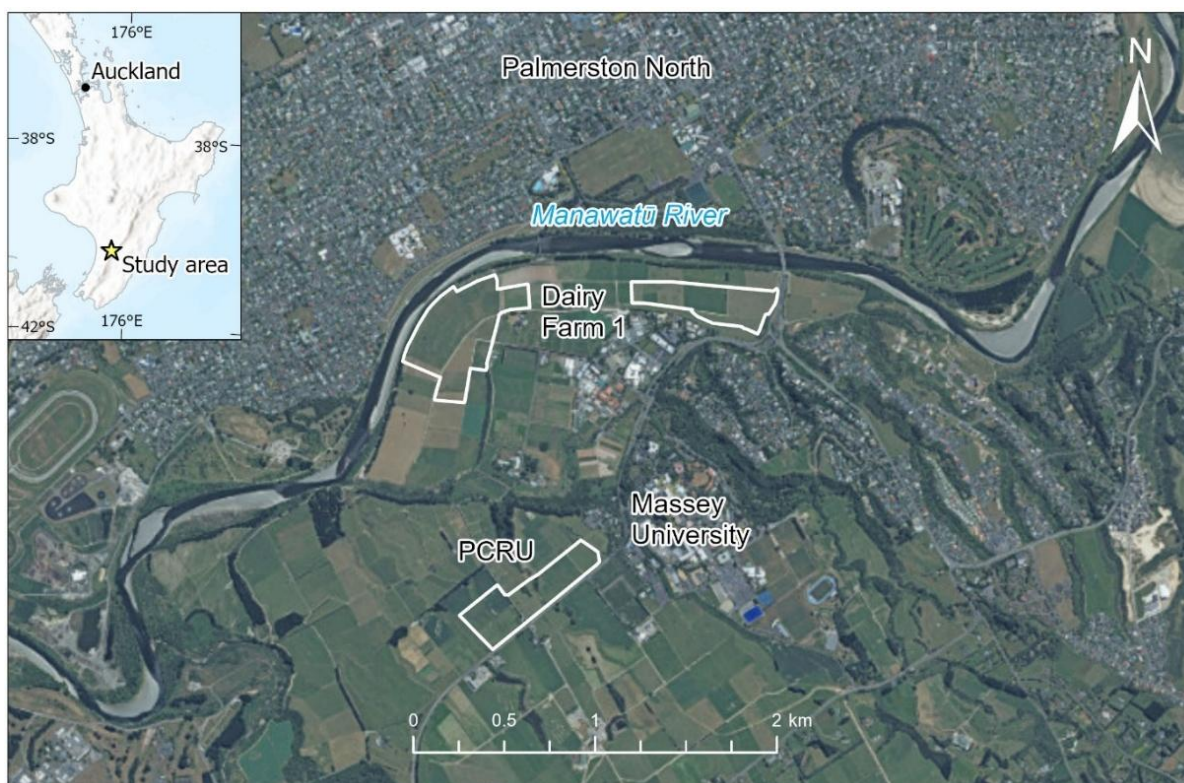 176°E
Auckland
38°S
38°S
Study area
42°S
176°E
Palmerston North
N
Manawatū River
Dairy
Farm 1
Massey
University
PCRU
0 0.5 1 2 km